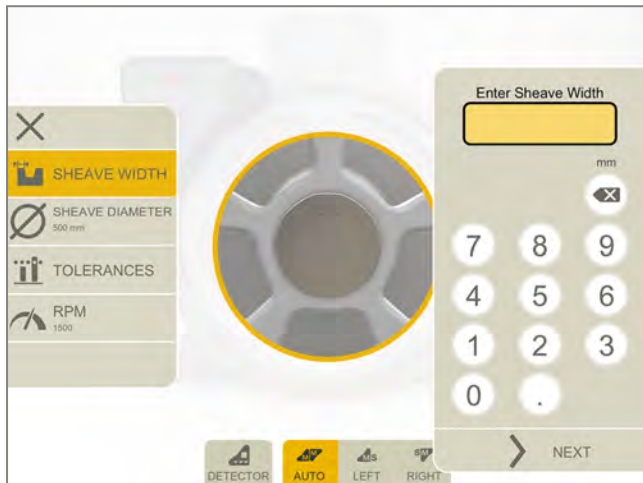 SHEAVE WIDTH
SHEAVE DIAMETER
500 mm
TOLERANCES
RPM
1500
Enter Sheave Width
mm
7 8 9
4 5 6
1 2 3
0 .
NEXT
DETECTOR
M M
AUTO
M S
LEFT
S M
RIGHT